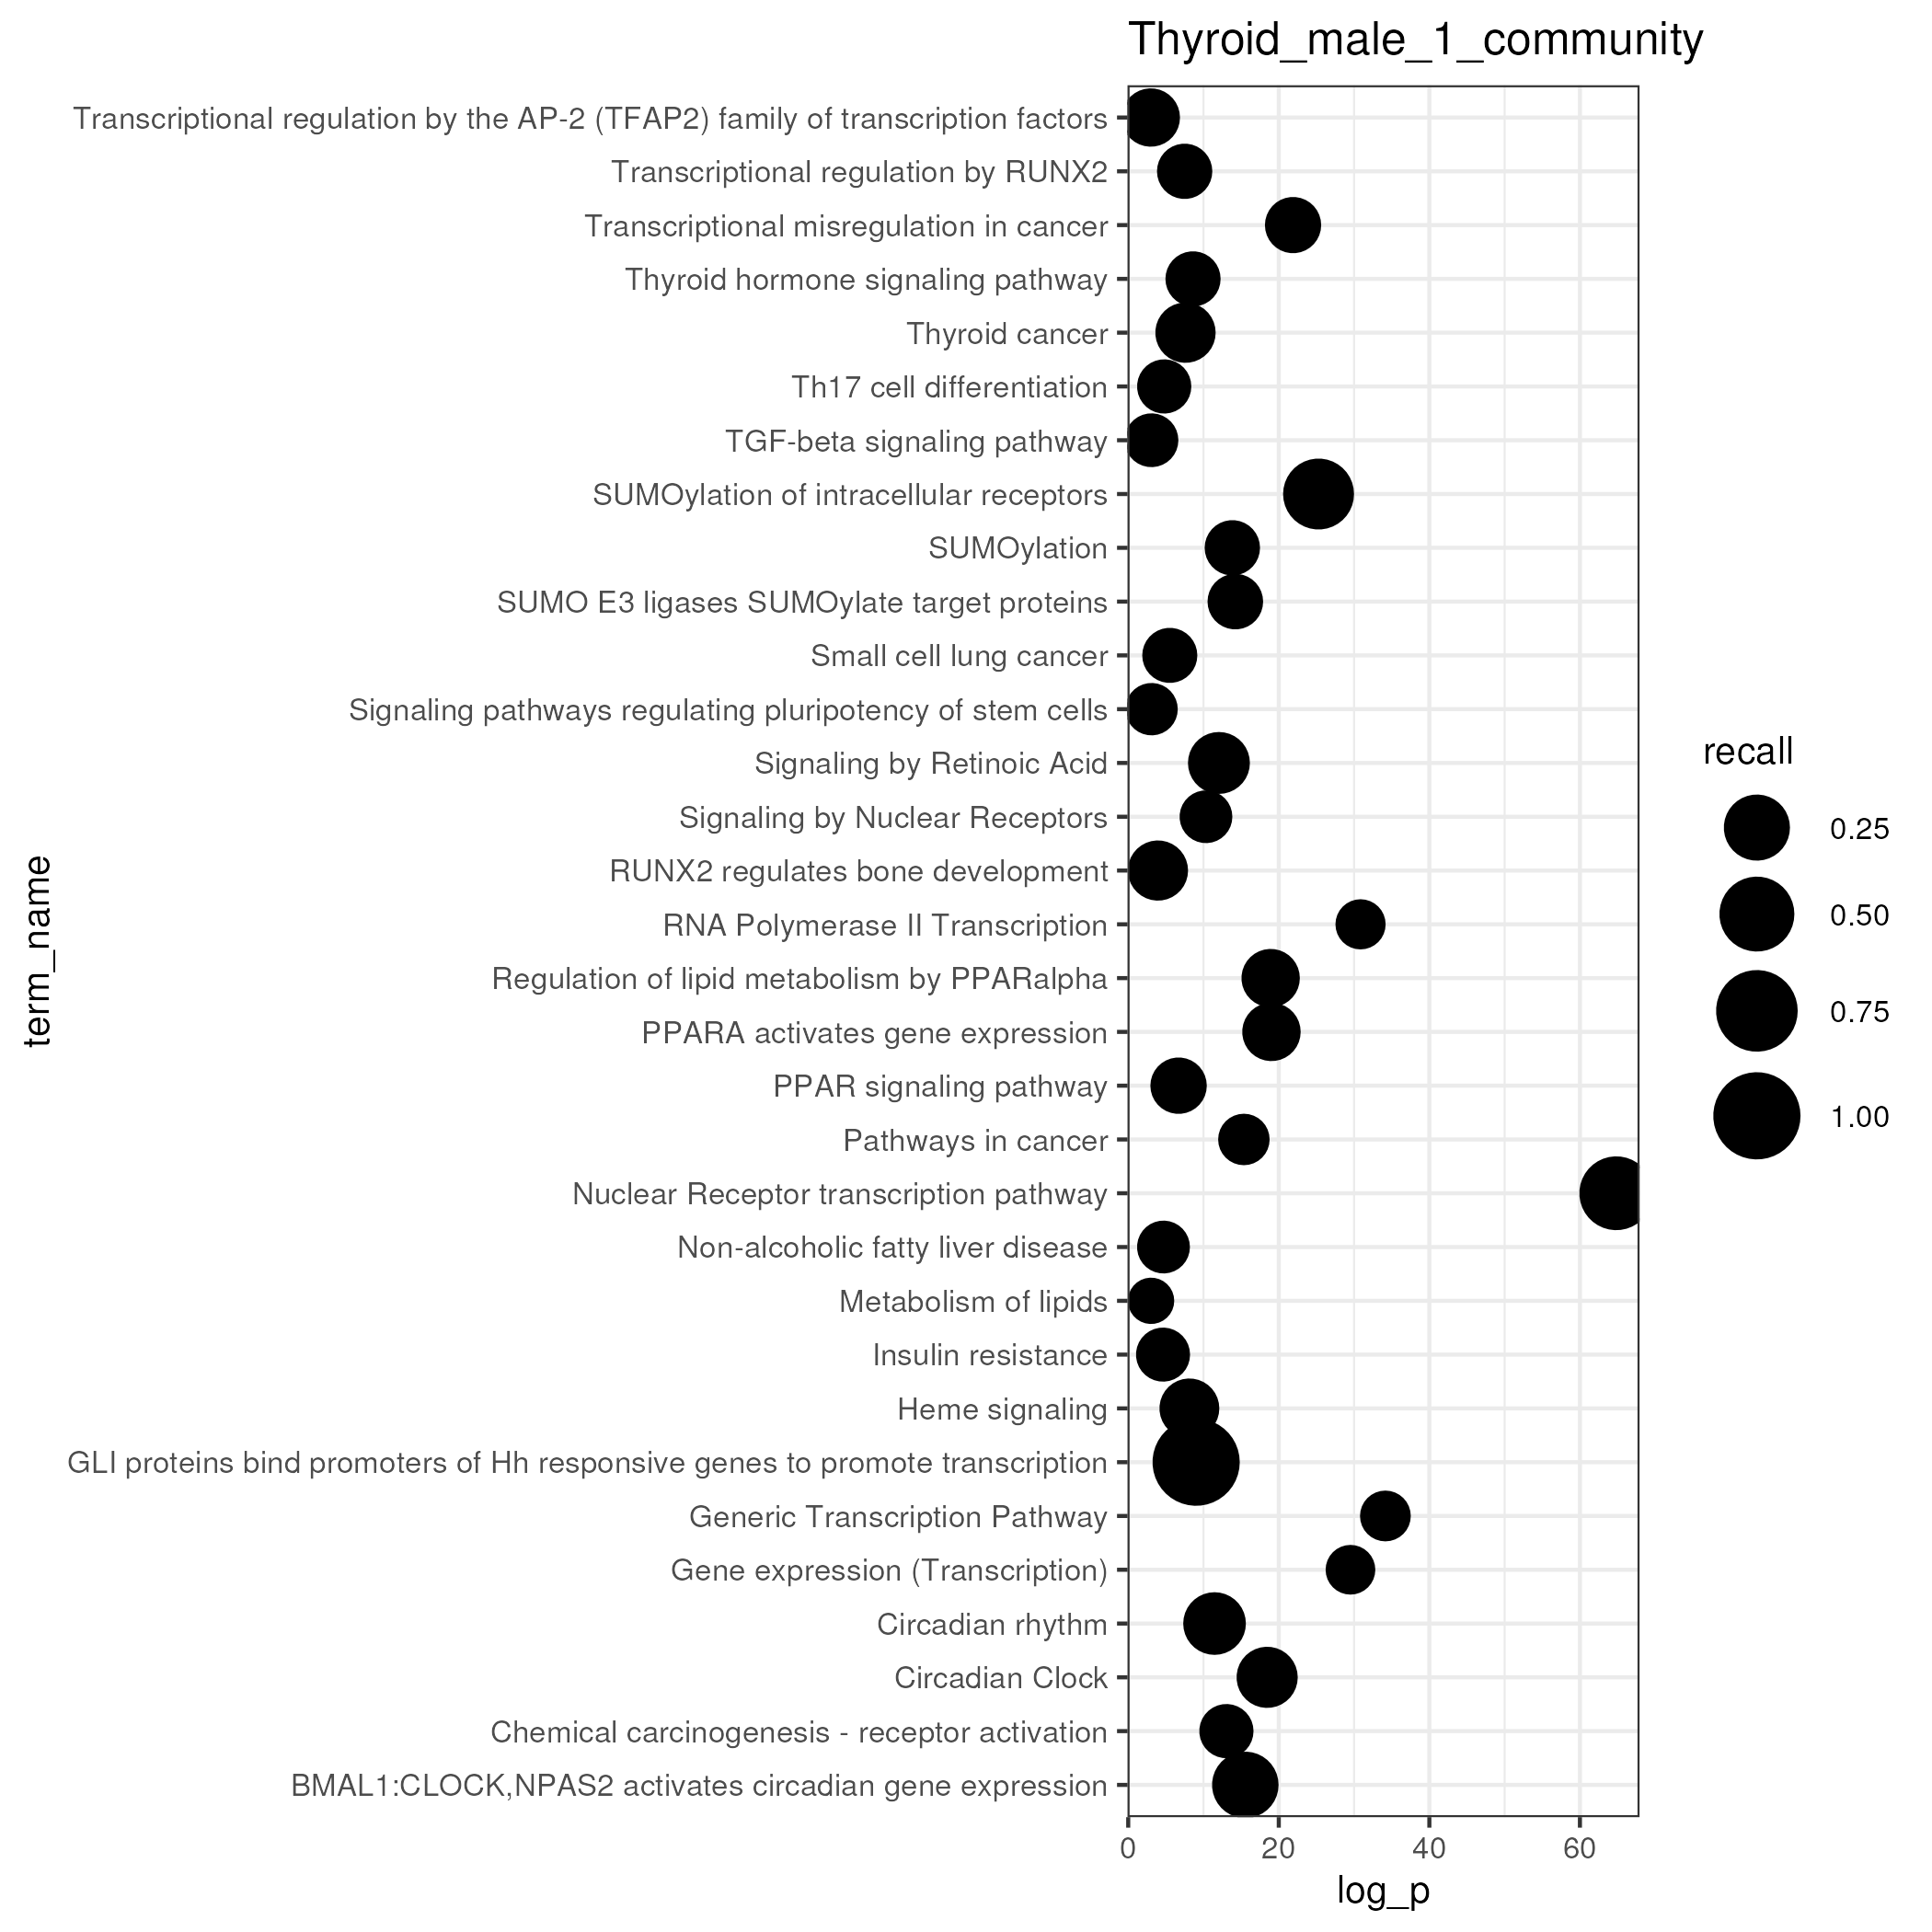 Thyroid_male_1_community
Transcriptional regulation by the AP-2 (TFAP2) family of transcription factors
Transcriptional regulation by RUNX2
Transcriptional misregulation in cancer
Thyroid hormone signaling pathway
Thyroid cancer
Th17 cell differentiation
TGF-beta signaling pathway
SUMOylation of intracellular receptors
SUMOylation
SUMO E3 ligases SUMOylate target proteins
Small cell lung cancer
Signaling pathways regulating pluripotency of stem cells
Signaling by Retinoic Acid
Signaling by Nuclear Receptors
RUNX2 regulates bone development
RNA Polymerase II Transcription
Regulation of lipid metabolism by PPARalpha
PPARA activates gene expression
PPAR signaling pathway
Pathways in cancer
Nuclear Receptor transcription pathway
Non-alcoholic fatty liver disease
Metabolism of lipids
Insulin resistance
Heme signaling
GLI proteins bind promoters of Hh responsive genes to promote transcription
Generic Transcription Pathway
Gene expression (Transcription)
Circadian rhythm
Circadian Clock
Chemical carcinogenesis - receptor activation
BMAL1:CLOCK,NPAS2 activates circadian gene expression
term_name
0 20 40 60
log_p
recall
0.25
0.50
0.75
1.00